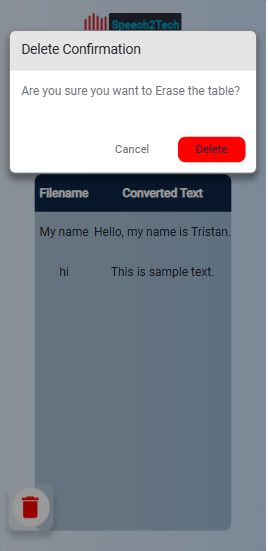 Speech2Tech
Delete Confirmation
Are you sure you want to Erase the table?
Cancel Delete
Filename Converted Text
My name Hello, my name is Tristan.
hi This is sample text.